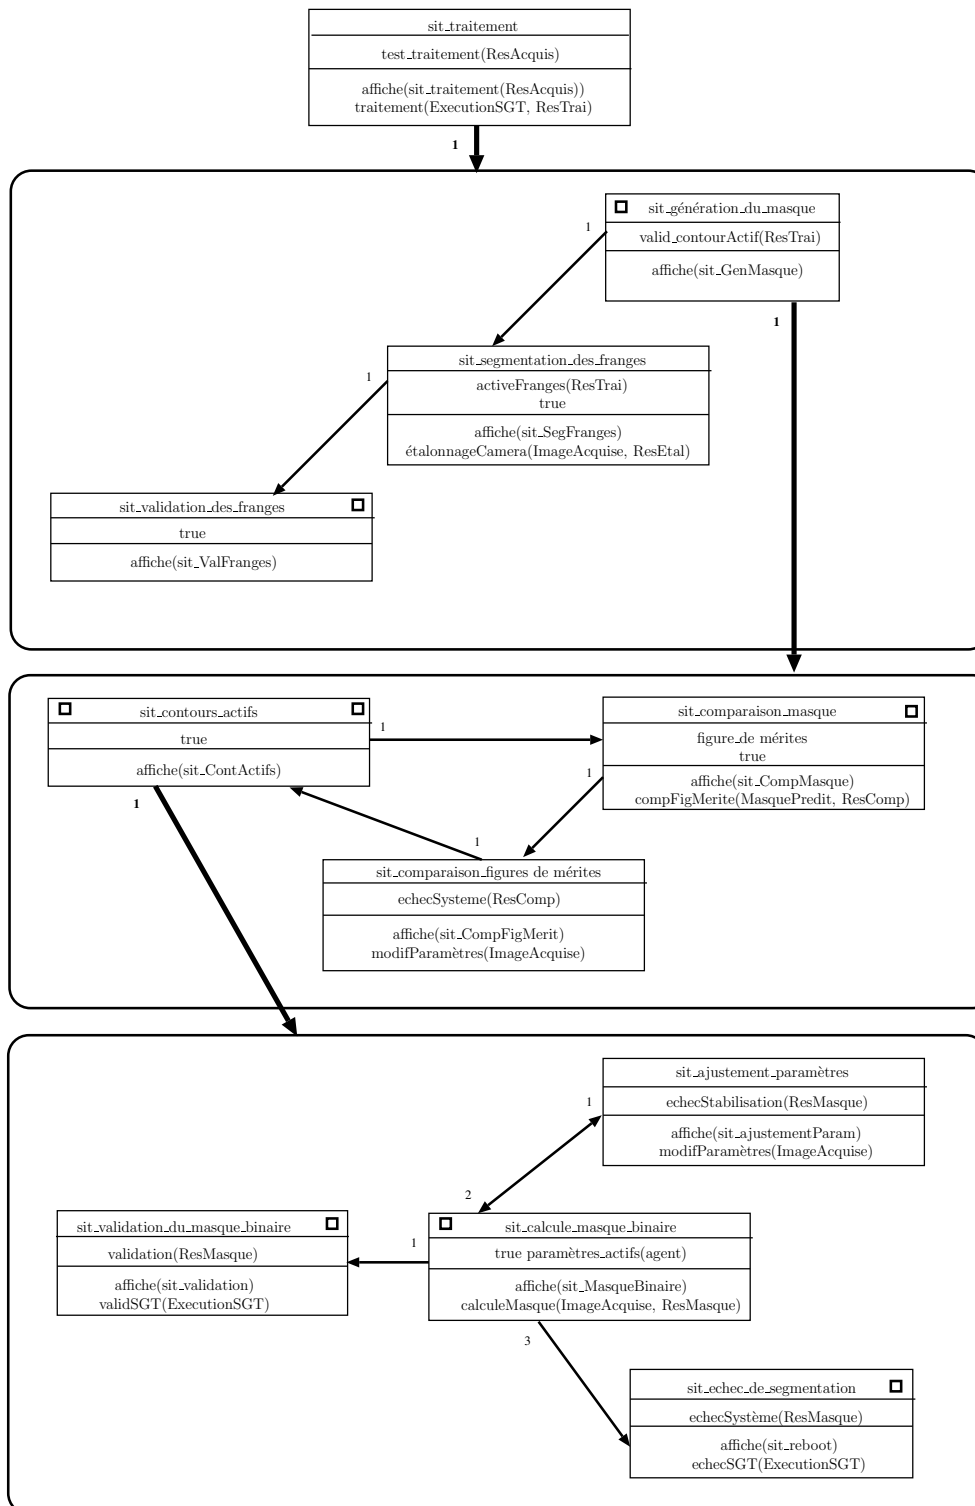 sit_traitement
test_traitement(ResAcquis)
affiche(sit_traitement(ResAcquis))
traitement(ExecutionSGT, ResTrai)
1
sit_génération_du_masque
valid_contourActif(ResTrai)
affiche(sit_GenMasque)
1
1
sit_segmentation_des_franges
activeFranges(ResTrai)
true
affiche(sit_SegFranges)
étalonnageCamera(ImageAcquise, ResEtal)
1
sit_validation_des_franges
true
affiche(sit_ValFranges)
sit_contours_actifs
true
affiche(sit_ContActifs)
1
1
sit_comparaison_masque
figure_de mérites
true
affiche(sit_CompMasque)
compFigMerite(MasquePredit, ResComp)
1
1
sit_comparaison_figures de mérites
echecSysteme(ResComp)
affiche(sit_CompFigMerit)
modifParamètres(ImageAcquise)
sit_ajustement_paramètres
echecStabilisation(ResMasque)
affiche(sit_ajustementParam)
modifParamètres(ImageAcquise)
1
2
sit_validation_du_masque_binaire
validation(ResMasque)
affiche(sit_validation)
validSGT(ExecutionSGT)
1
sit_calcule_masque_binaire
true paramètres_actifs(agent)
affiche(sit_MasqueBinaire)
calculeMasque(ImageAcquise, ResMasque)
3
sit_echec_de_segmentation
echecSystème(ResMasque)
affiche(sit_reboot)
echecSGT(ExecutionSGT)